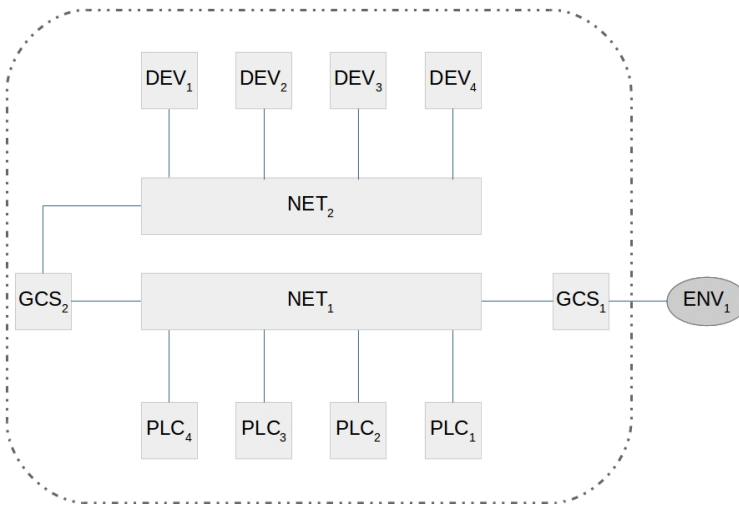 DEV₁ DEV₂ DEV₃ DEV₄
NET₂
GCS₂ NET₁ GCS₁ ENV₁
PLC₄ PLC₃ PLC₂ PLC₁